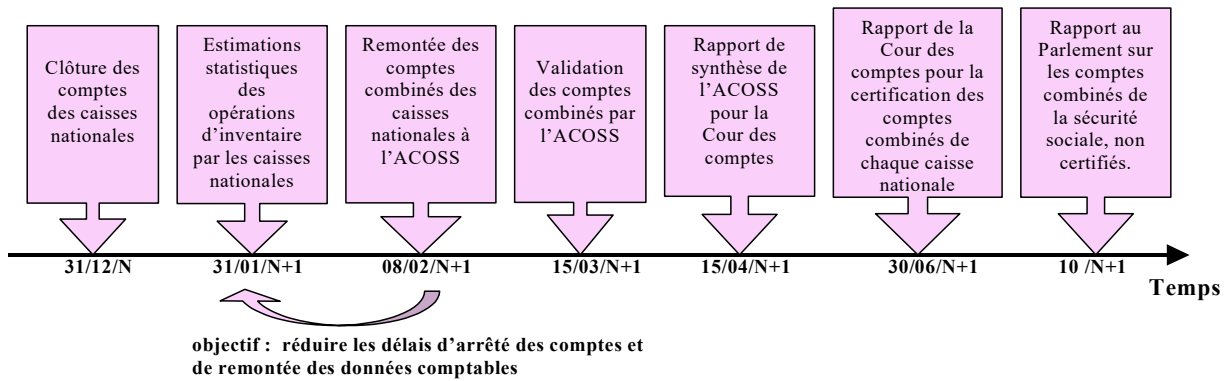 Clôture des
comptes
des caisses
nationales
Estimations
statistiques
des
opérations
d’inventaire
par les caisses
nationales
Remontée des
comptes
combinés des
caisses
nationales à
l’ACOSS
Validation
des comptes
combinés par
l’ACOSS
Rapport de
synthèse de
l’ACOSS
pour la
Cour des
comptes
Rapport de la
Cour des
comptes pour la
certification des
comptes
combinés de
chaque caisse
nationale
Rapport au
Parlement sur
les comptes
combinés de
la sécurité
sociale, non
certifiés.
31/12/N
31/01/N+1
08/02/N+1
15/03/N+1
15/04/N+1
30/06/N+1
10 /N+1
Temps
objectif : réduire les délais d’arrêté des comptes et
de remontée des données comptables